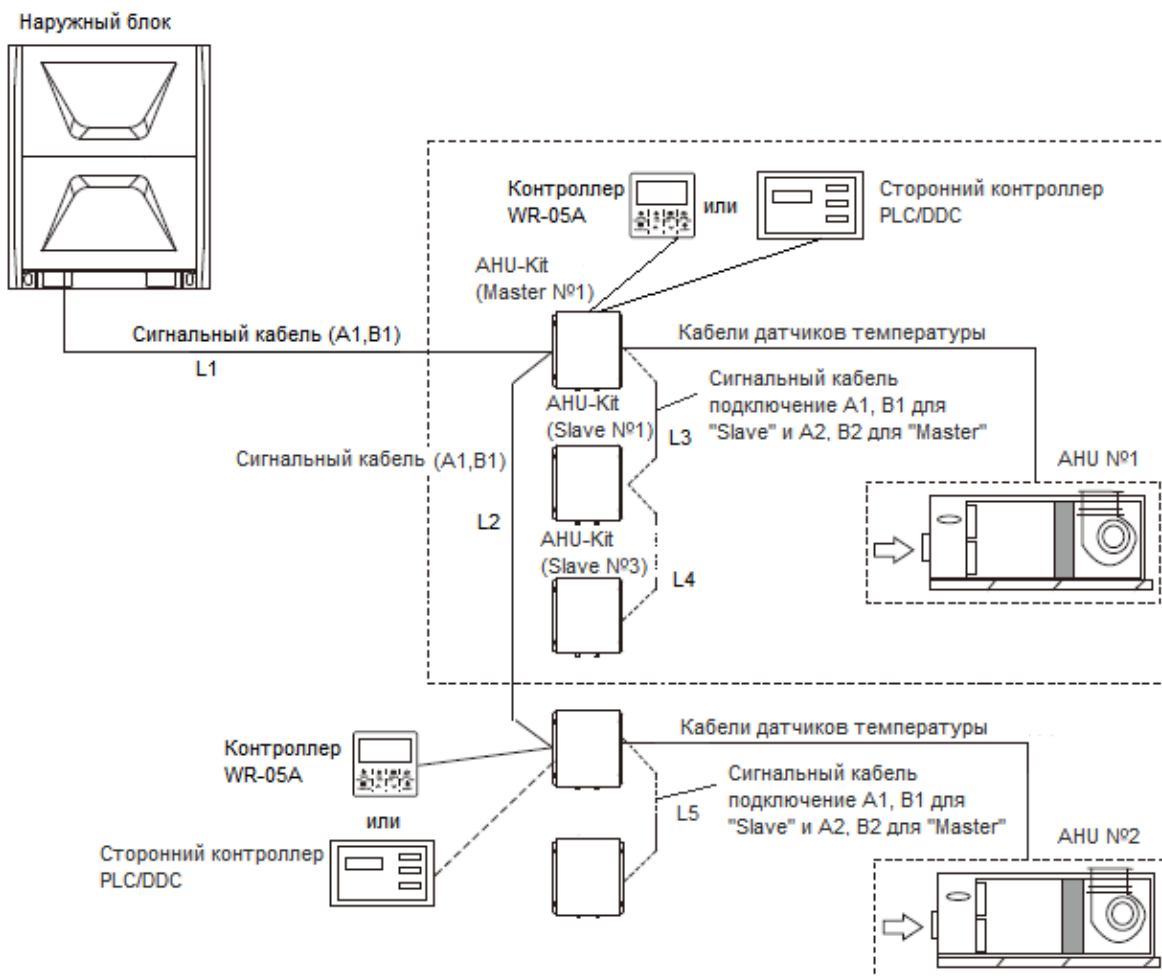 Наружный блок
Контроллер
WR-05A
или
Сторонний контроллер
PLC/DDC
AHU-Kit
(Master №1)
Сигнальный кабель (A1,B1)
L1
Кабели датчиков температуры
Сигнальный кабель
подключение A1, B1 для
"Slave" и A2, B2 для "Master"
AHU-Kit
(Slave №1)
L3
Сигнальный кабель (A1,B1)
AHU №1
L2
AHU-Kit
(Slave №3)
L4
Кабели датчиков температуры
Контроллер
WR-05A
или
Сторонний контроллер
PLC/DDC
Сигнальный кабель
подключение A1, B1 для
"Slave" и A2, B2 для "Master"
L5
AHU №2